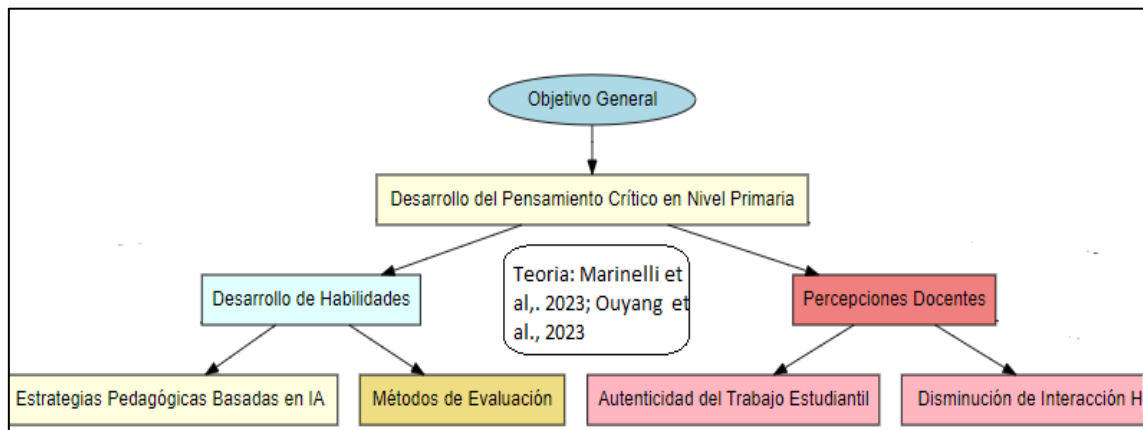 Objetivo General
Desarrollo del Pensamiento Crítico en Nivel Primaria
Desarrollo de Habilidades
Teoria: Marinelli et
al,. 2023; Ouyang et
al., 2023
Percepciones Docentes
Estrategias Pedagógicas Basadas en IA
Métodos de Evaluación
Autenticidad del Trabajo Estudiantil
Disminución de Interacción H